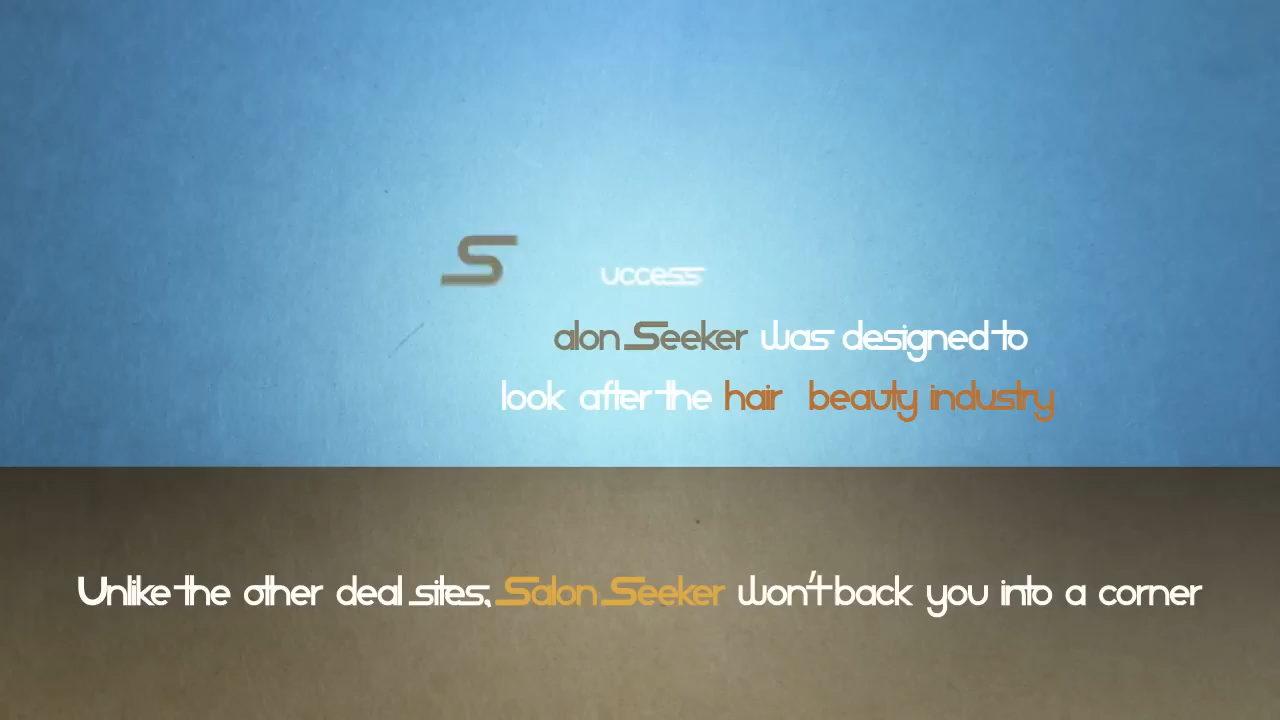 S uccess
alon Seeker was designed to
look after the hair beauty industry
Unlike the other deal sites, Salon Seeker won't back you into a corner